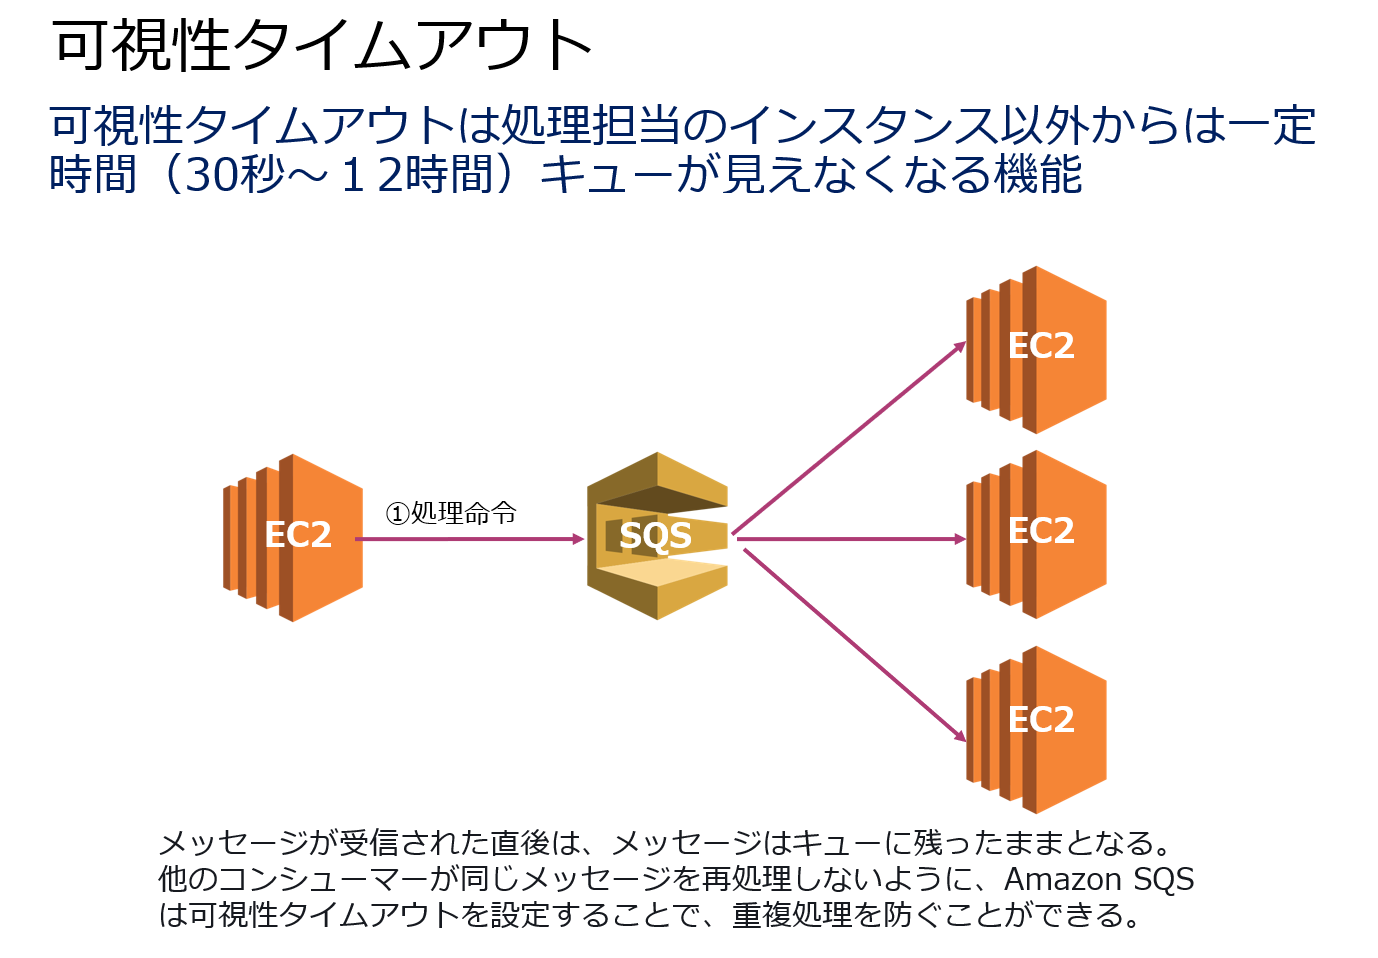 可視性タイムアウト
可視性タイムアウトは処理担当のインスタンス以外からは一定
時間（30秒～１2時間）キューが見えなくなる機能
EC2
EC2
①処理命令
SQS
EC2
EC2
メッセージが受信された直後は、メッセージはキューに残ったままとなる。
他のコンシューマーが同じメッセージを再処理しないように、Amazon SQS
は可視性タイムアウトを設定することで、重複処理を防ぐことができる。